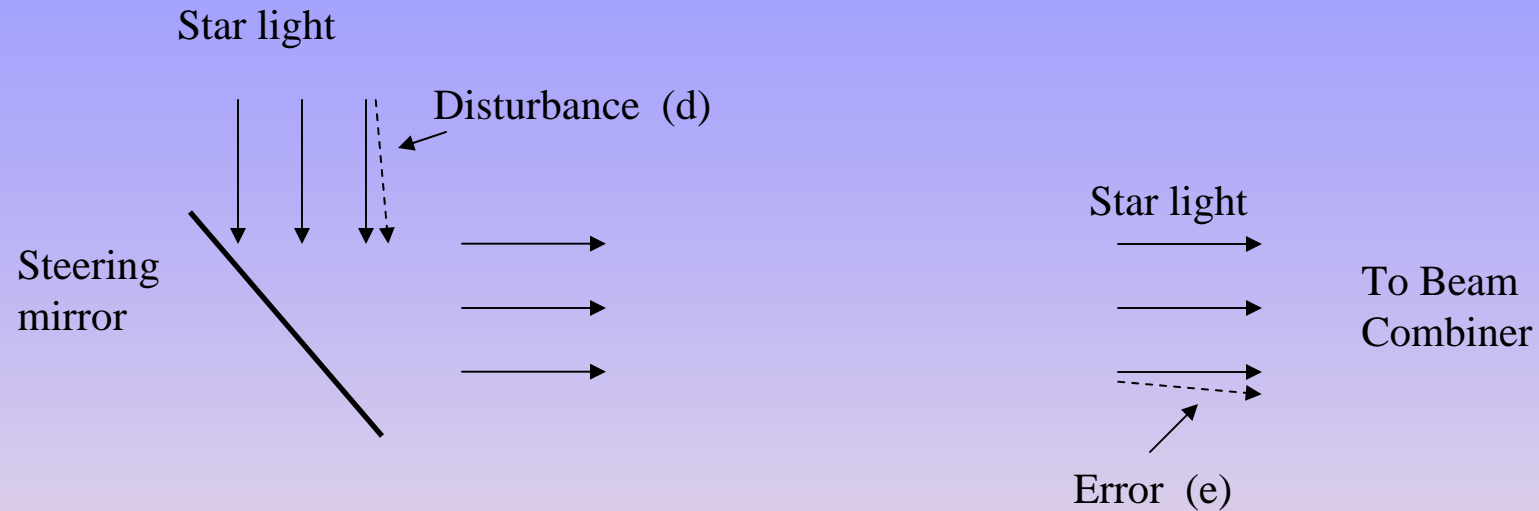 Star light
Disturbance (d)
Star light
Steering
mirror
To Beam
Combiner
Error (e)